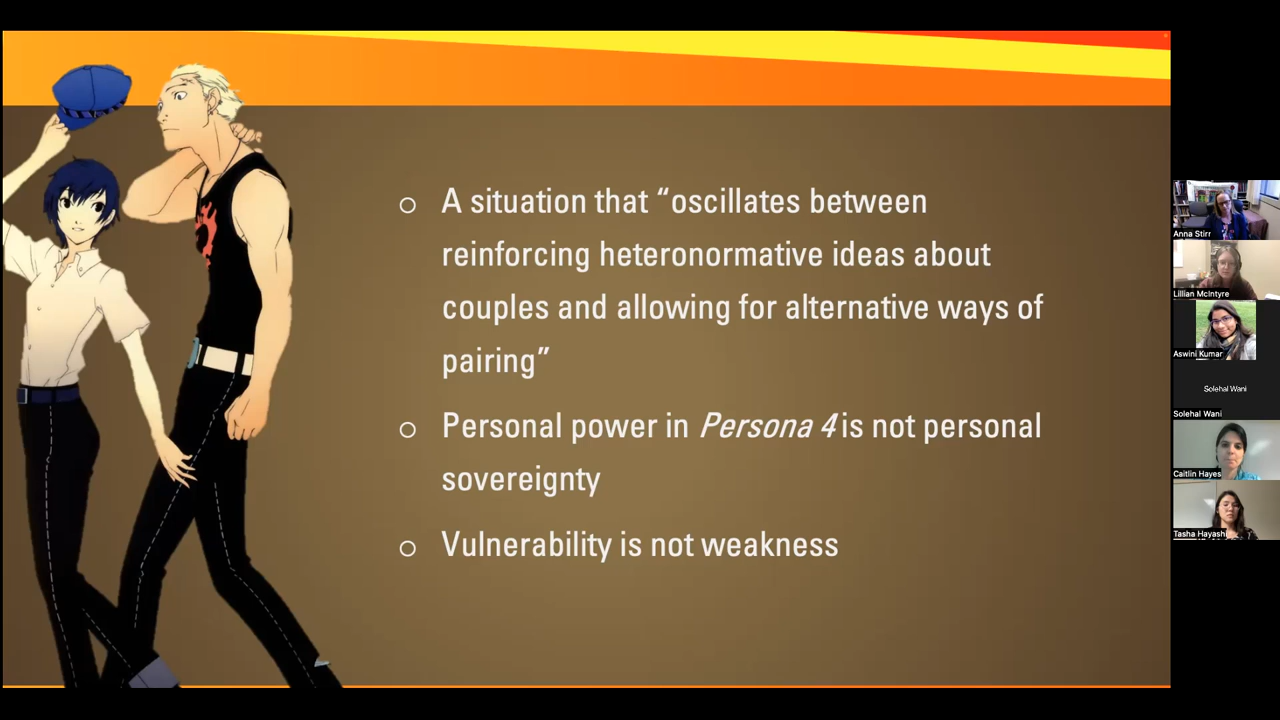 A situation that “oscillates between
reinforcing heteronormative ideas about
couples and allowing for alternative ways of
pairing”
Personal power in Persona 4 is not personal
sovereignty
Vulnerability is not weakness
Anna Stirr
Lillian McIntyre
Aswini Kumar
Solehal Wani
Solehal Wani
Caitlin Hayes
Tasha Hayashi